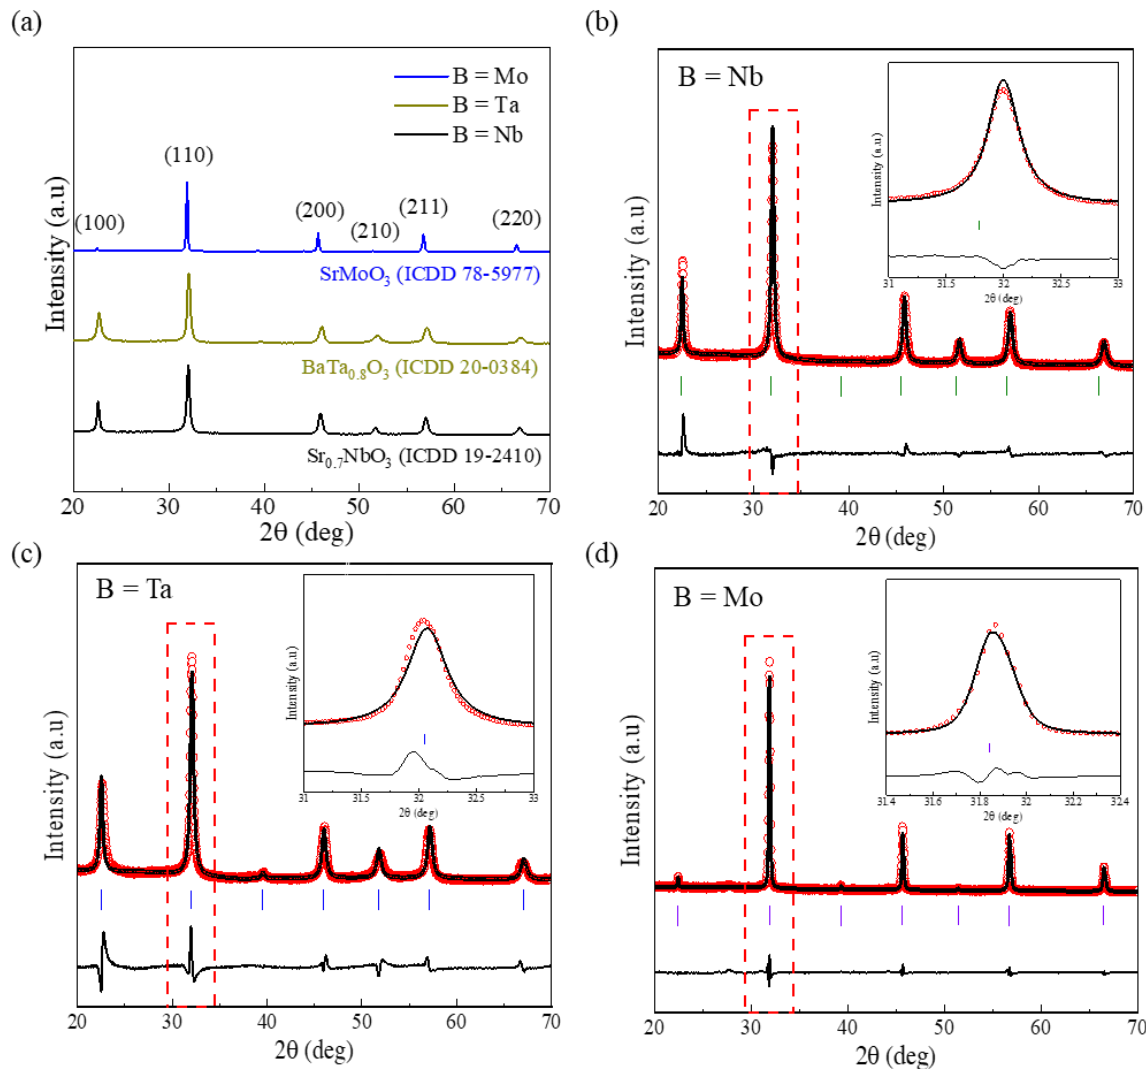 (a)
B = Mo
B = Ta
B = Nb
(100)
(110)
(200)
(210)
(211)
(220)
SrMoO₃ (ICDD 78-5977)
BaTa₀.₈O₃ (ICDD 20-0384)
Sr₀.₇NbO₃ (ICDD 19-2410)
Intensity (a.u)
20 30 40 50 60 70
2θ (deg)
(b)
B = Nb
Intensity (a.u)
31 31.5 32 32.5 33
2θ (deg)
Intensity (a.u)
20 30 40 50 60 70
2θ (deg)
(c)
B = Ta
Intensity (a.u)
31 31.5 32 32.5 33
2θ (deg)
Intensity (a.u)
20 30 40 50 60 70
2θ (deg)
(d)
B = Mo
Intensity (a.u)
31.4 31.6 31.8 32 32.2 32.4
2θ (deg)
Intensity (a.u)
20 30 40 50 60 70
2θ (deg)